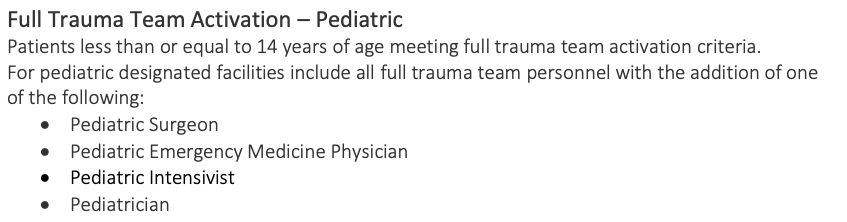 Full Trauma Team Activation – Pediatric
Patients less than or equal to 14 years of age meeting full trauma team activation criteria.
For pediatric designated facilities include all full trauma team personnel with the addition of one
of the following:
• Pediatric Surgeon
• Pediatric Emergency Medicine Physician
• Pediatric Intensivist
• Pediatrician